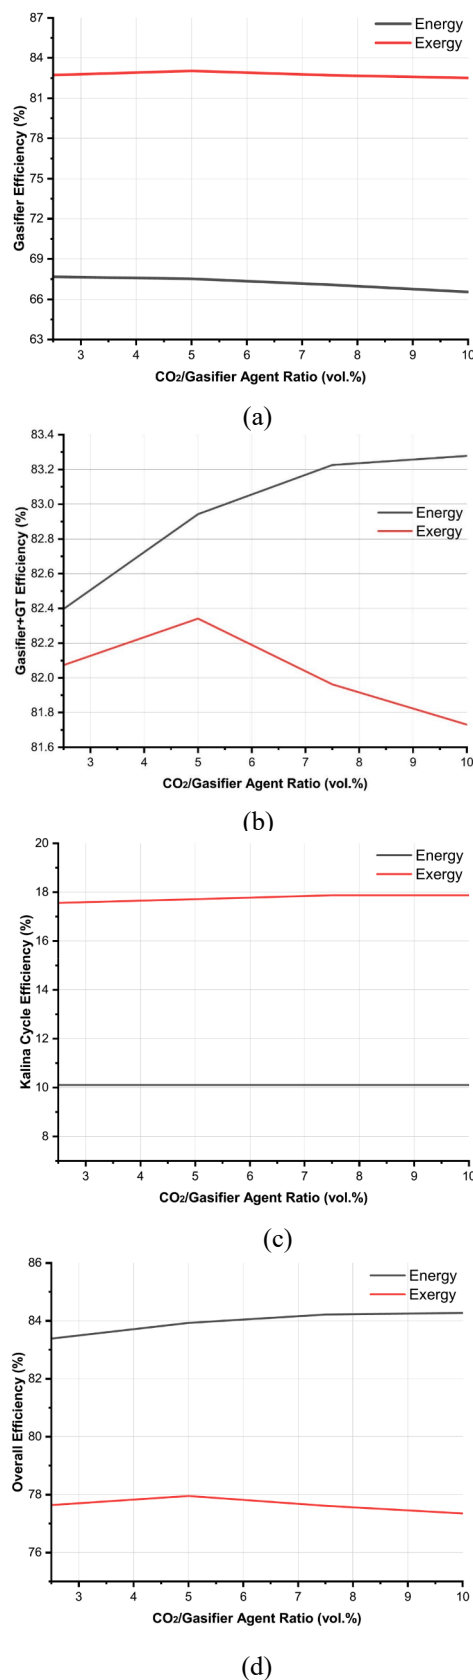 87
84
81
78
75
72
69
66
63
Gasifier Efficiency (%)
Energy
Exergy
3 4 5 6 7 8 9 10
CO₂/Gasifier Agent Ratio (vol.%)
(a)
83.4
83.2
83.0
82.8
82.6
82.4
82.2
82.0
81.8
81.6
Gasifier+GT Efficiency (%)
Energy
Exergy
3 4 5 6 7 8 9 10
CO₂/Gasifier Agent Ratio (vol.%)
(b)
20
18
16
14
12
10
8
Kalina Cycle Efficiency (%)
Energy
Exergy
3 4 5 6 7 8 9 10
CO₂/Gasifier Agent Ratio (vol.%)
(c)
86
84
82
80
78
76
Overall Efficiency (%)
Energy
Exergy
3 4 5 6 7 8 9 10
CO₂/Gasifier Agent Ratio (vol.%)
(d)